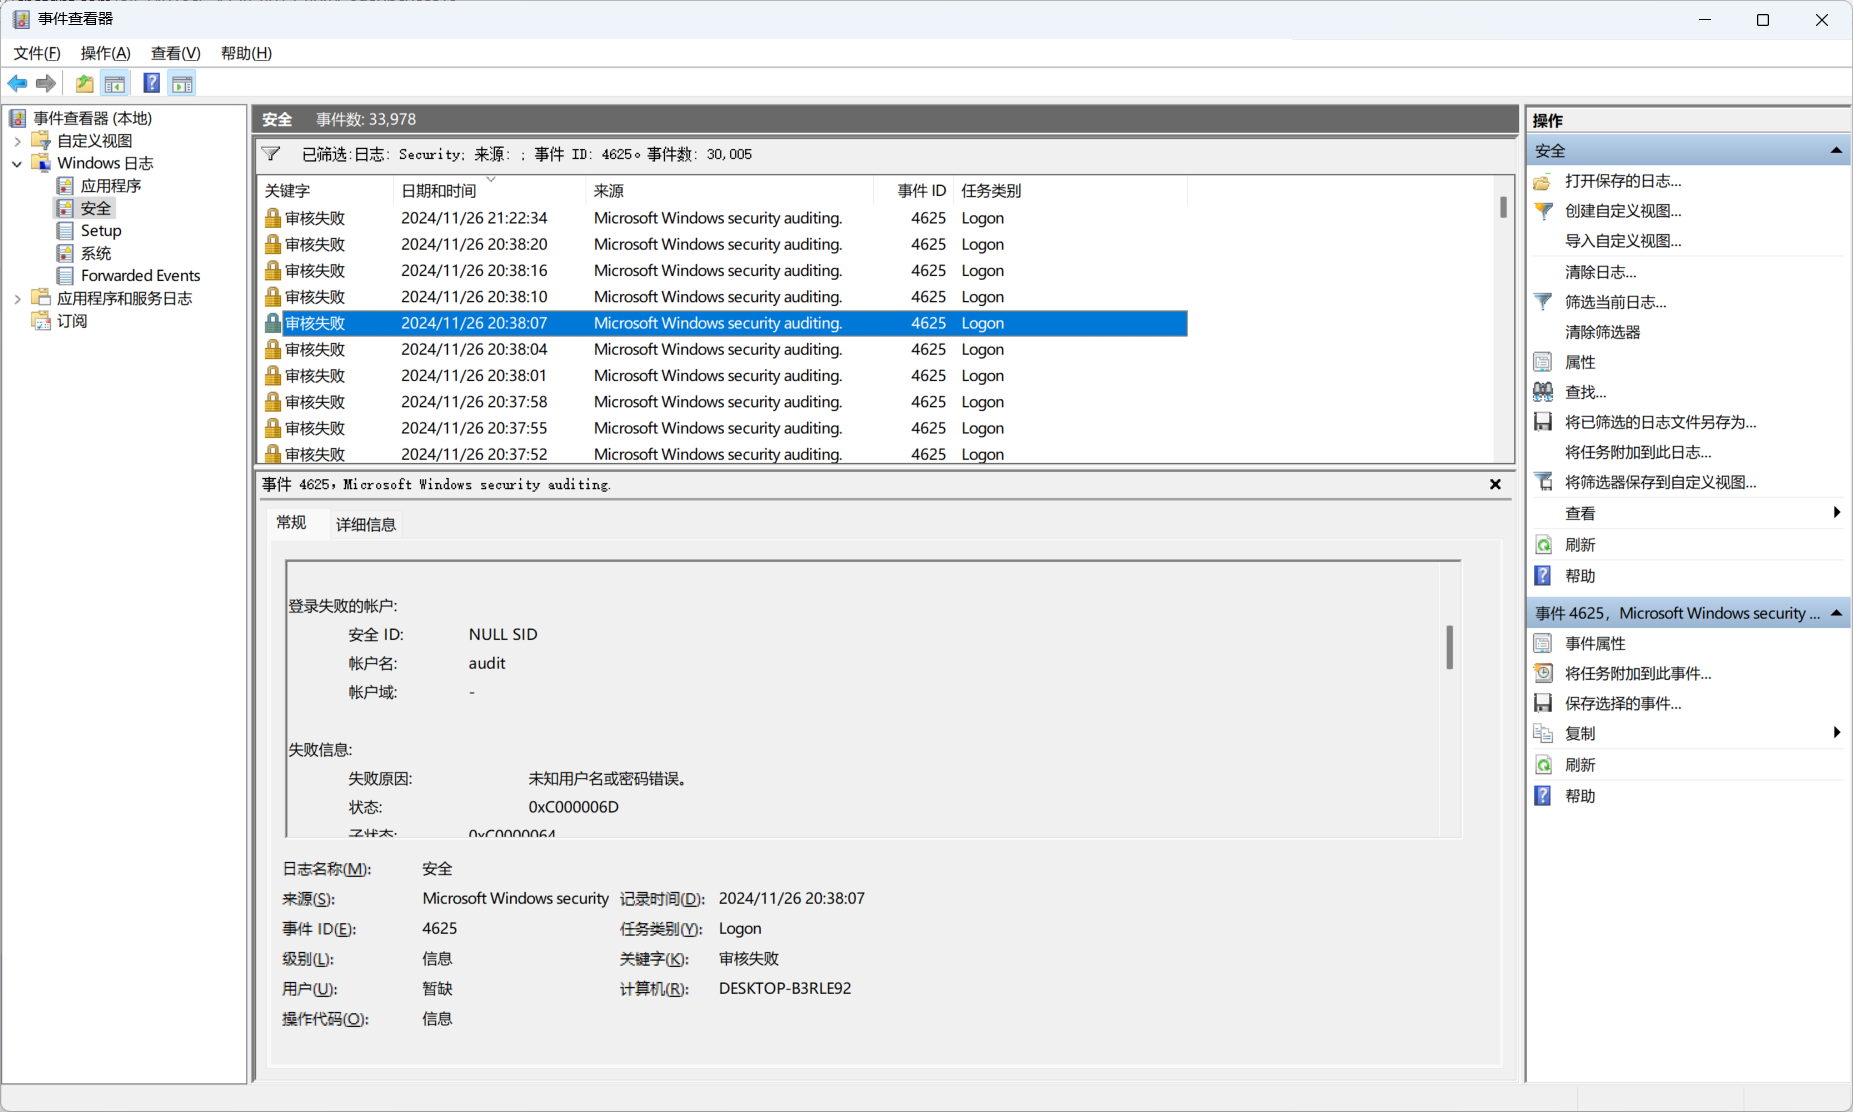 事件查看器
文件(F) 操作(A) 查看(V) 帮助(H)
事件查看器 (本地)
自定义视图
Windows 日志
应用程序
安全
Setup
系统
Forwarded Events
应用程序和服务日志
订阅
安全 事件数: 33,978
已筛选:日志: Security; 来源: ; 事件 ID: 4625。事件数: 30,005
关键字 日期和时间 来源 事件 ID 任务类别
审核失败 2024/11/26 21:22:34 Microsoft Windows security auditing. 4625 Logon
审核失败 2024/11/26 20:38:20 Microsoft Windows security auditing. 4625 Logon
审核失败 2024/11/26 20:38:16 Microsoft Windows security auditing. 4625 Logon
审核失败 2024/11/26 20:38:10 Microsoft Windows security auditing. 4625 Logon
审核失败 2024/11/26 20:38:07 Microsoft Windows security auditing. 4625 Logon
审核失败 2024/11/26 20:38:04 Microsoft Windows security auditing. 4625 Logon
审核失败 2024/11/26 20:38:01 Microsoft Windows security auditing. 4625 Logon
审核失败 2024/11/26 20:37:58 Microsoft Windows security auditing. 4625 Logon
审核失败 2024/11/26 20:37:55 Microsoft Windows security auditing. 4625 Logon
审核失败 2024/11/26 20:37:52 Microsoft Windows security auditing. 4625 Logon
事件 4625，Microsoft Windows security auditing.
常规 详细信息
登录失败的帐户:
安全 ID: NULL SID
帐户名: audit
帐户域: -
失败信息:
失败原因: 未知用户名或密码错误。
状态: 0xC000006D
子状态: 0xC0000064
日志名称(M): 安全
来源(S): Microsoft Windows security 记录时间(D): 2024/11/26 20:38:07
事件 ID(E): 4625 任务类别(Y): Logon
级别(L): 信息 关键字(K): 审核失败
用户(U): 暂缺 计算机(R): DESKTOP-B3RLE92
操作代码(O): 信息
操作
安全
打开保存的日志...
创建自定义视图...
导入自定义视图...
清除日志...
筛选当前日志...
清除筛选器
属性
查找...
将已筛选的日志文件另存为...
将任务附加到此日志...
将筛选器保存到自定义视图...
查看
刷新
帮助
事件 4625，Microsoft Windows security ...
事件属性
将任务附加到此事件...
保存选择的事件...
复制
刷新
帮助